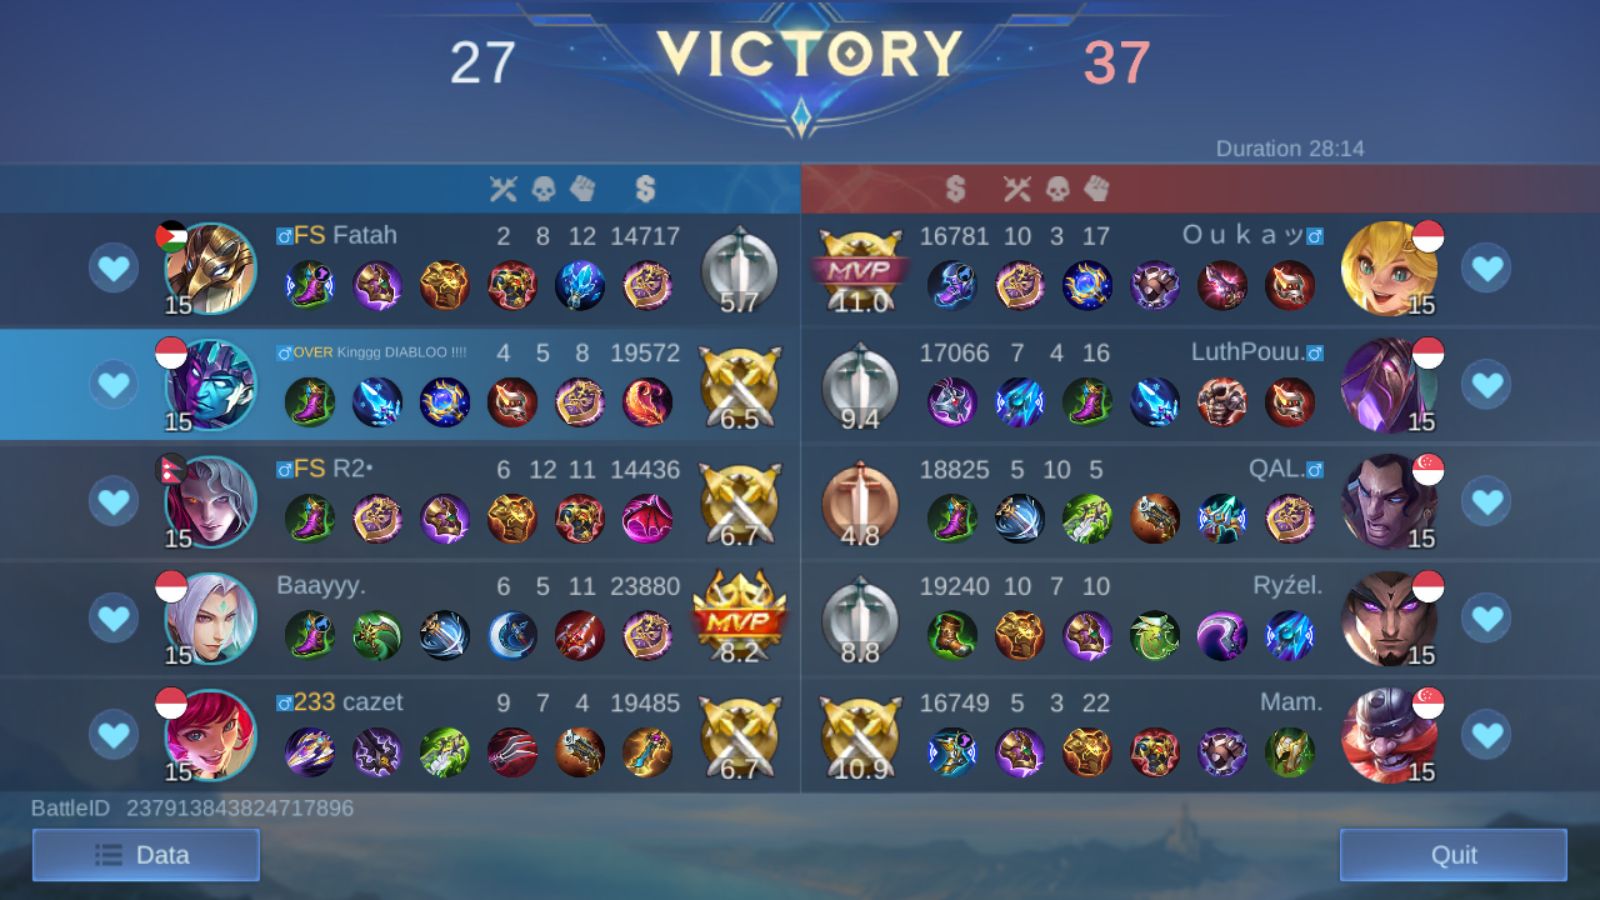 27 VICTORY 37
Duration 28:14
FS Fatah 2 8 12 14717
15 5.7
MVP 11.0 16781 10 3 17 O u k a ッ
15
OVER Kinggg DIABLOO !!!! 4 5 8 19572
15 6.5
9.4 17066 7 4 16 LuthPouu.
15
FS R2• 6 12 11 14436
15 6.7
4.8 18825 5 10 5 QAL.
15
Baayyy. 6 5 11 23880
15 MVP 8.2
8.8 19240 10 7 10 Ryźel.
15
233 cazet 9 7 4 19485
15 6.7
10.9 16749 5 3 22 Mam.
15
BattleID 237913843824717896
Data Quit